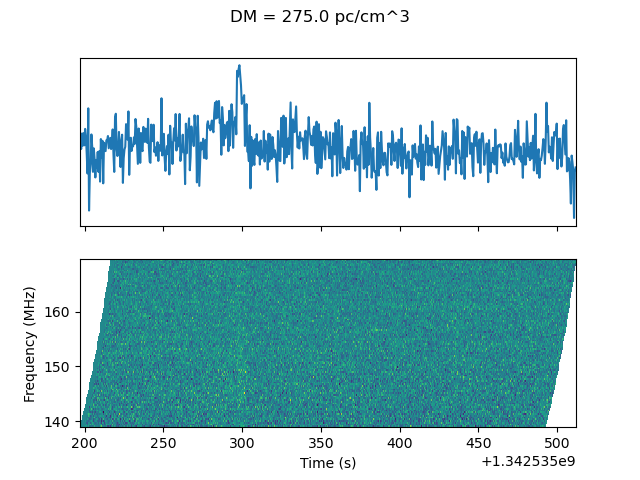 DM = 275.0 pc/cm^3
160
150
140
Frequency (MHz)
200 250 300 350 400 450 500
Time (s)
+1.342535e9